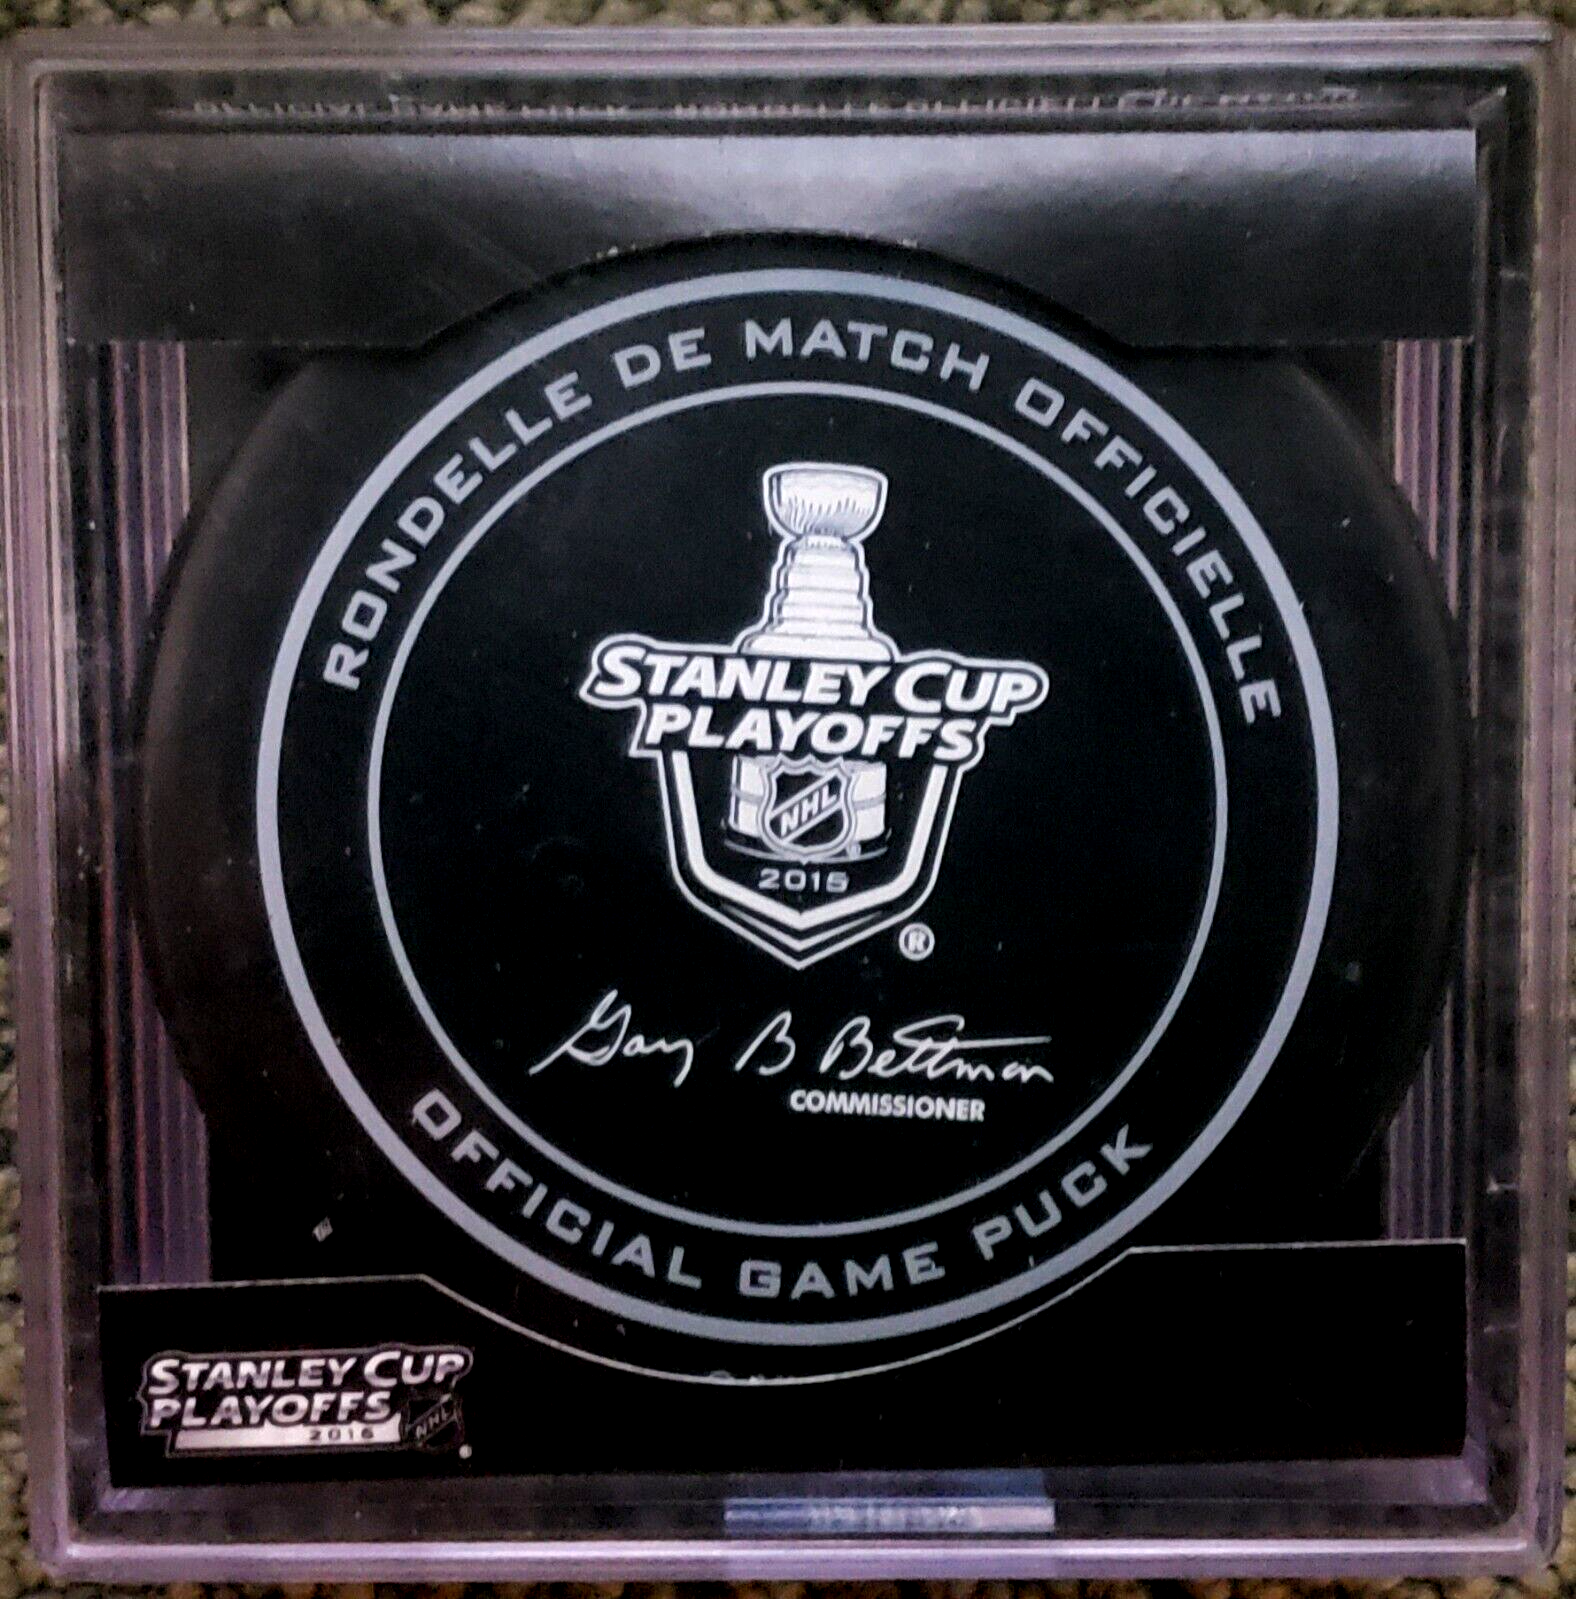 RONDELLE DE MATCH OFFICIELLE
STANLEY CUP
PLAYOFFS
NHL
2015
®
Gary B Bettman
COMMISSIONER
OFFICIAL GAME PUCK
STANLEY CUP
PLAYOFFS
NHL